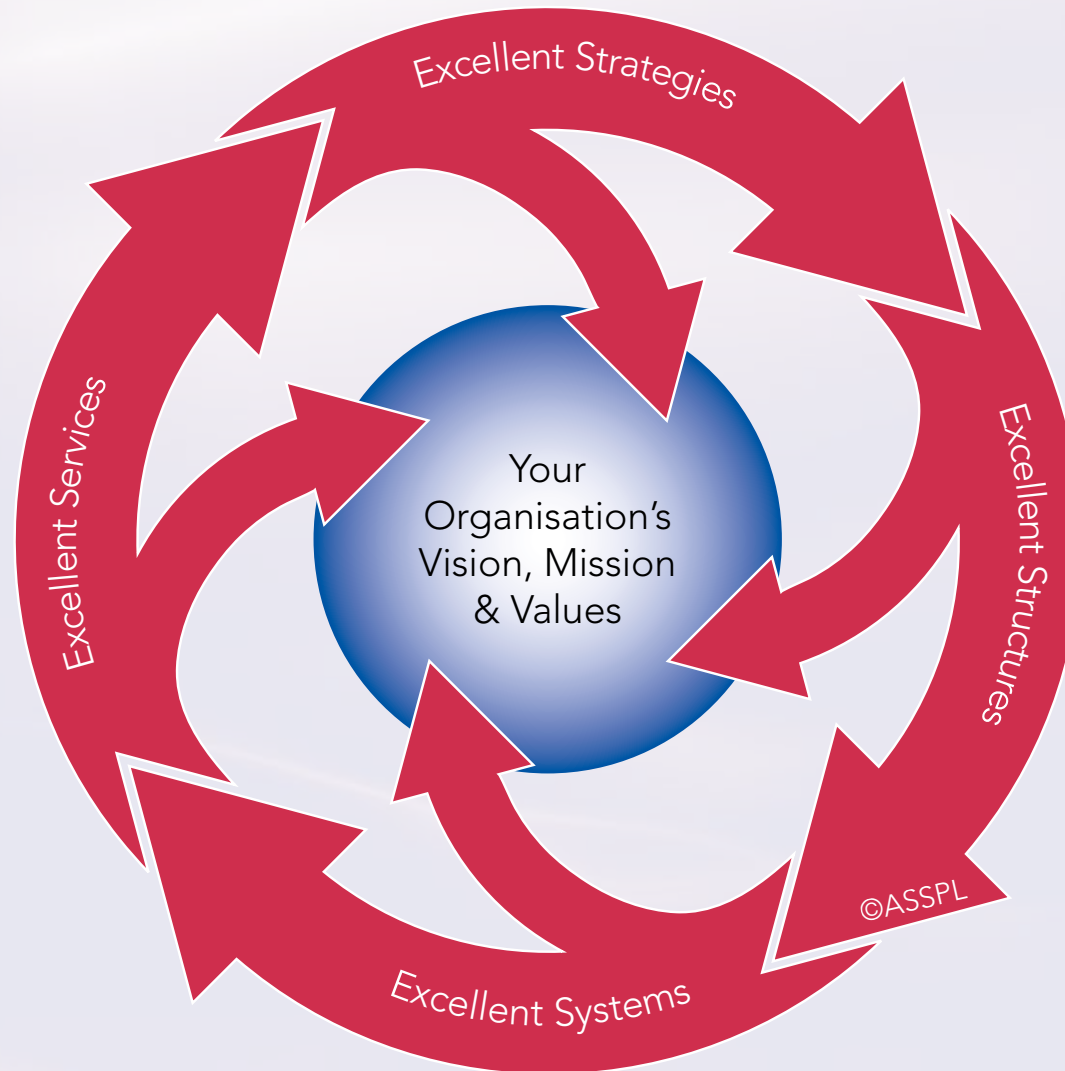 Excellent Strategies
Excellent Structures
Excellent Systems
Excellent Services
Your
Organisation’s
Vision, Mission
& Values
©ASSPL